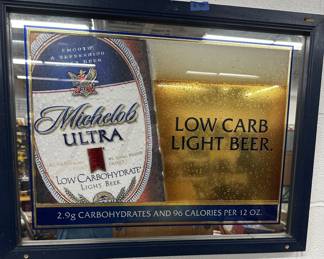 SMOOTH
& REFRESHING
BEER
Michelob
ULTRA
LOW CARBOHYDRATE
LIGHT BEER
LOW CARB
LIGHT BEER.
2.9g CARBOHYDRATES AND 96 CALORIES PER 12 OZ.